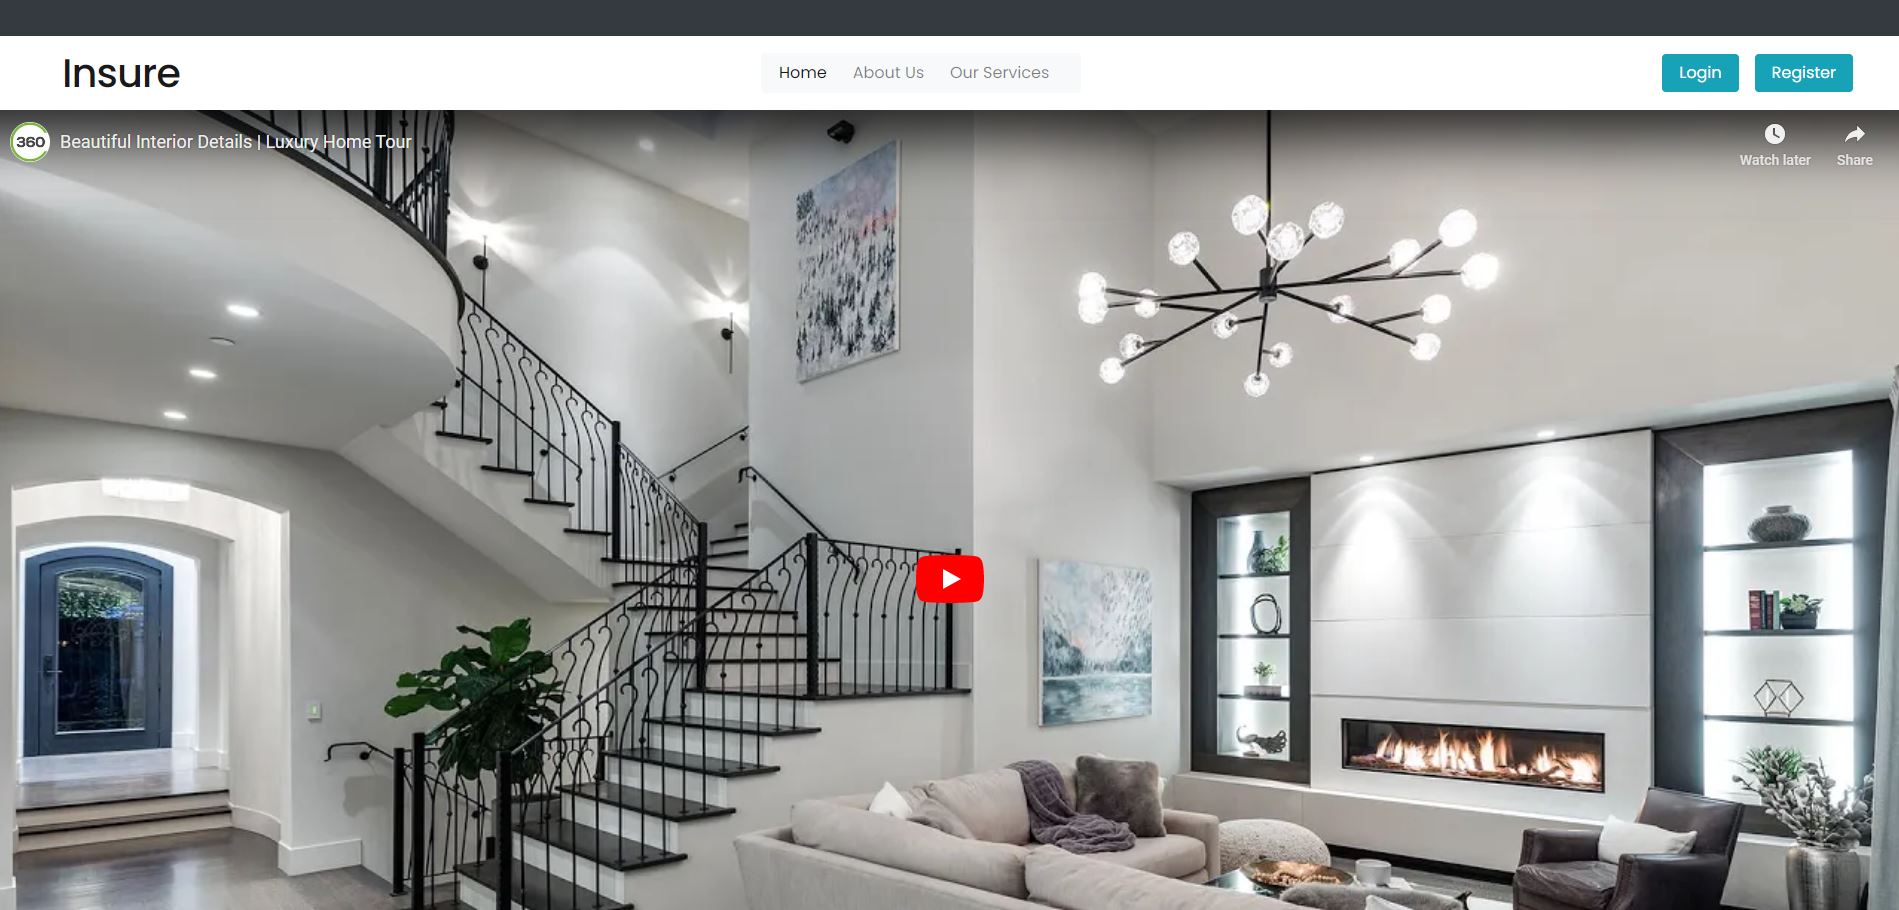 Insure
Home About Us Our Services
Login Register
360 Beautiful Interior Details | Luxury Home Tour
Watch later Share